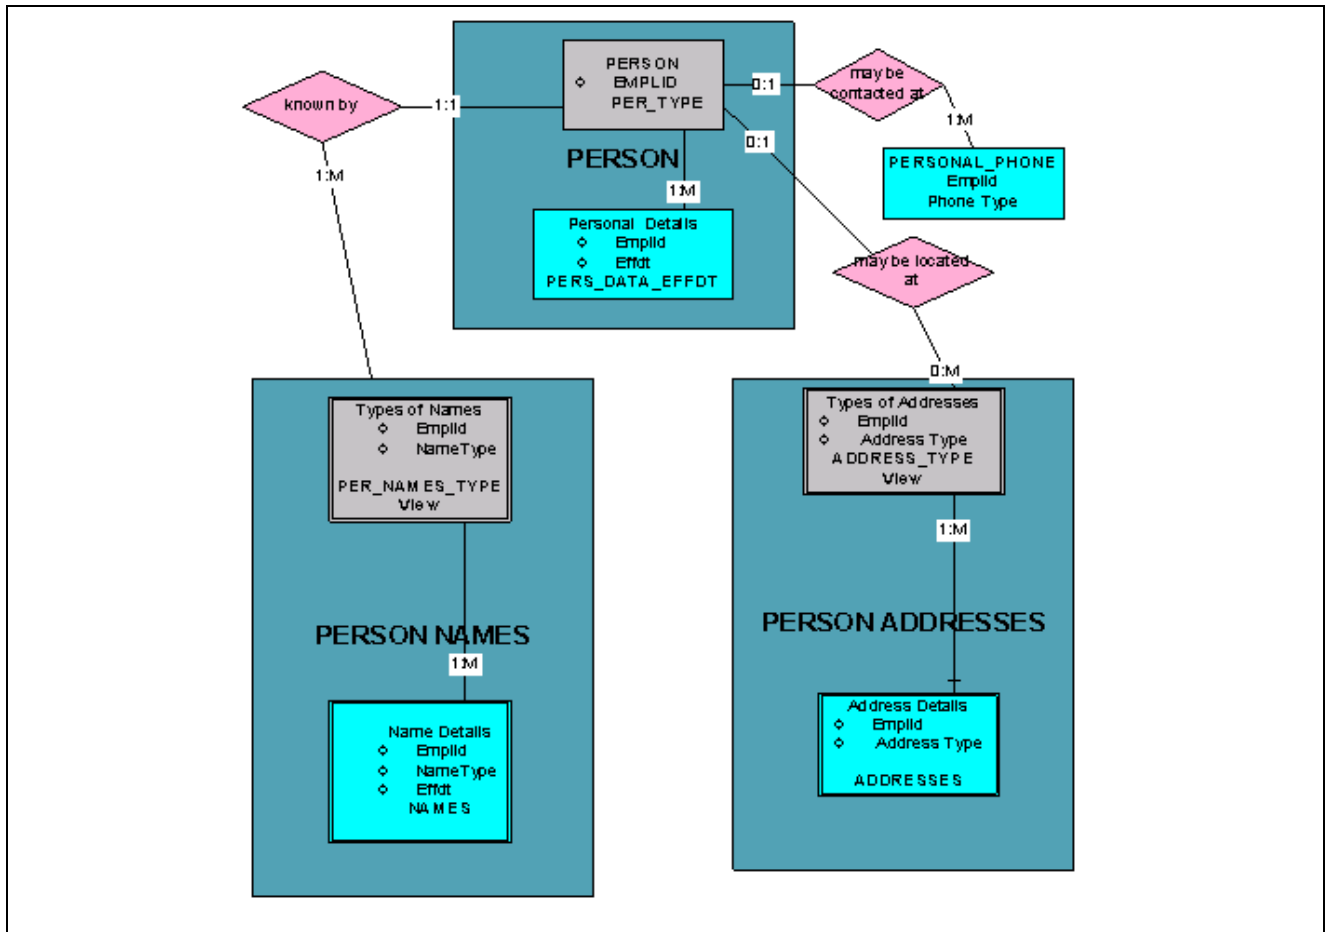 PERSON
EMPLID
PER_TYPE
PERSON
1:M
Personal Details
Emplid
Effdt
PERS_DATA_EFFDT
known by
1:1
1:M
0:1
may be
contacted at
1:M
PERSONAL_PHONE
Emplid
Phone Type
0:1
may be located
at
0:M
Types of Names
Emplid
NameType
PER_NAMES_TYPE
View
PERSON NAMES
1:M
Name Details
Emplid
NameType
Effdt
NAMES
Types of Addresses
Emplid
Address Type
ADDRESS_TYPE
View
1:M
PERSON ADDRESSES
Address Details
Emplid
Address Type
ADDRESSES